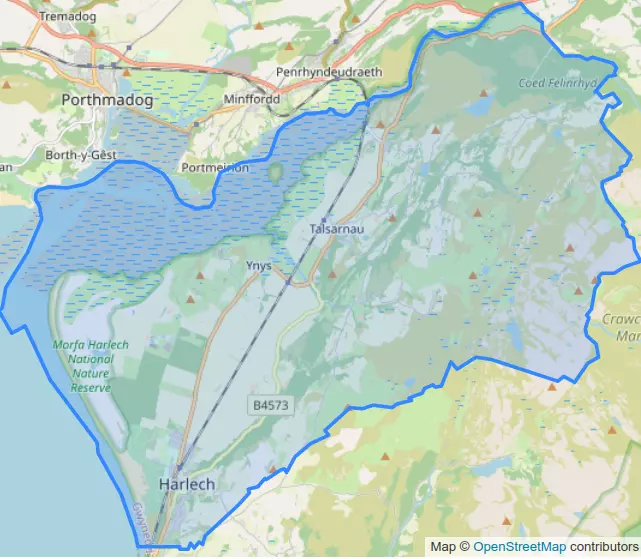 Tremadog
Penrhyndeudraeth
Coed Felinrhyd
Porthmadog
Minffordd
an
Borth-y-Gêst
Portmeirion
Talsarnau
Ynys
Crawc
Mar
Morfa Harlech
National
Nature
Reserve
B4573
Harlech
Gwyned
Map © OpenStreetMap contributors